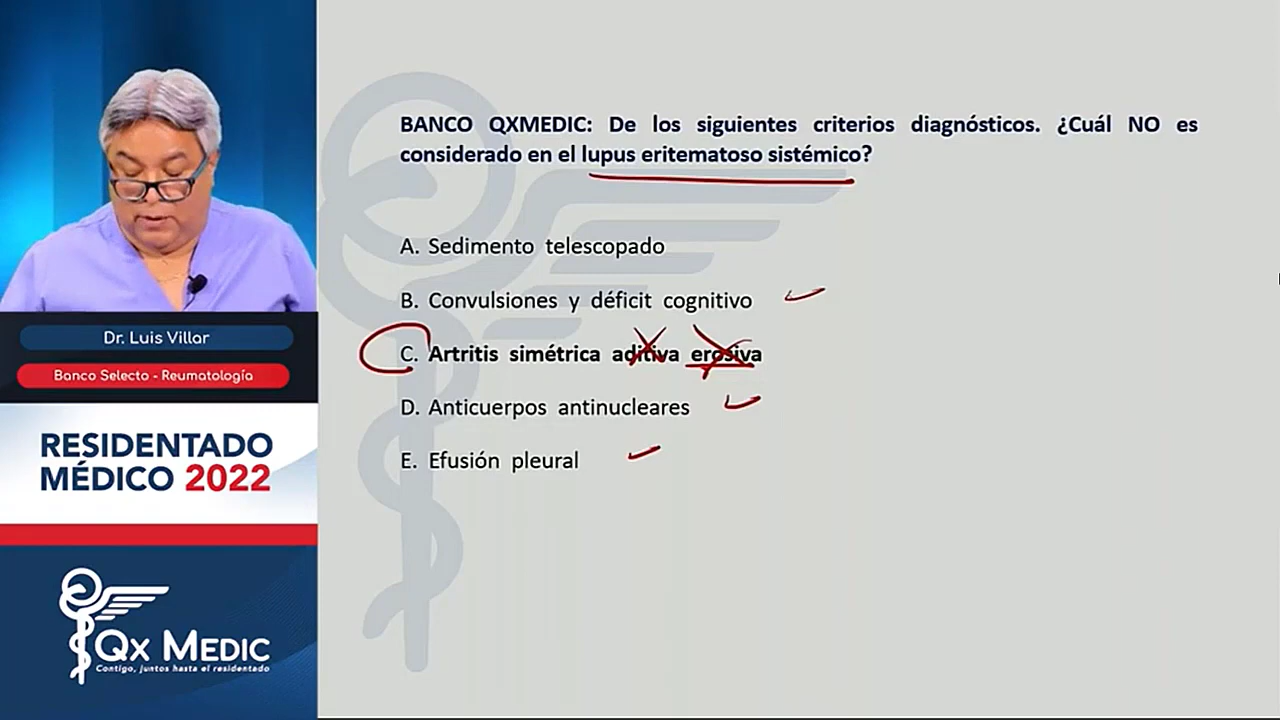 BANCO QXMEDIC: De los siguientes criterios diagnósticos. ¿Cuál NO es
considerado en el lupus eritematoso sistémico?
A. Sedimento telescopado
B. Convulsiones y déficit cognitivo
C. Artritis simétrica aditiva erosiva
D. Anticuerpos antinucleares
E. Efusión pleural
Dr. Luis Villar
Banco Selecto - Reumatología
RESIDENTADO
MÉDICO 2022
QX MEDIC
Contigo, juntos hasta el residentado